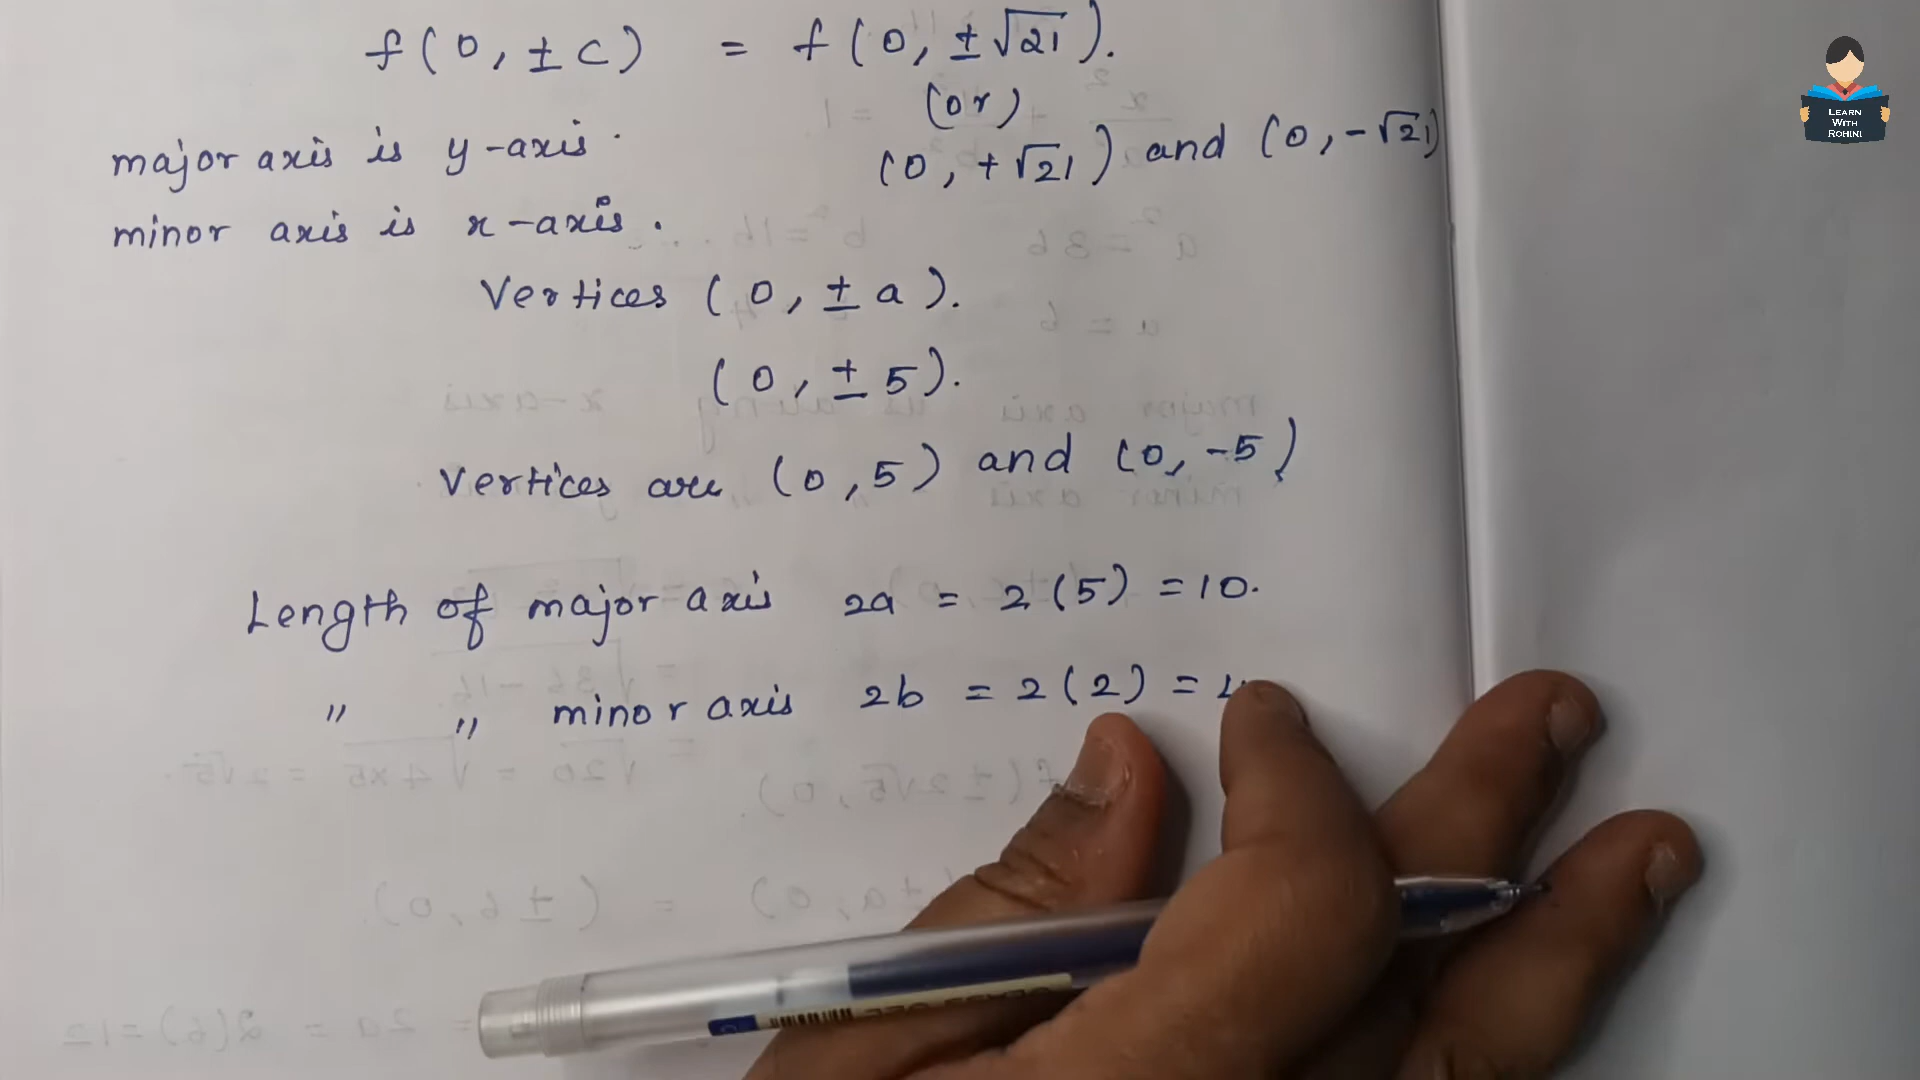 f(0, ±c) = f(0, ±√21).
(or)
(0, +√21) and (0, -√21)
major axis is y-axis.
minor axis is x-axis.
Vertices (0, ±a).
(0, ±5).
Vertices are (0, 5) and (0, -5)
Length of major axis 2a = 2(5) = 10.
" " minor axis 2b = 2(2) = 4
LEARN
WITH
ROHINI